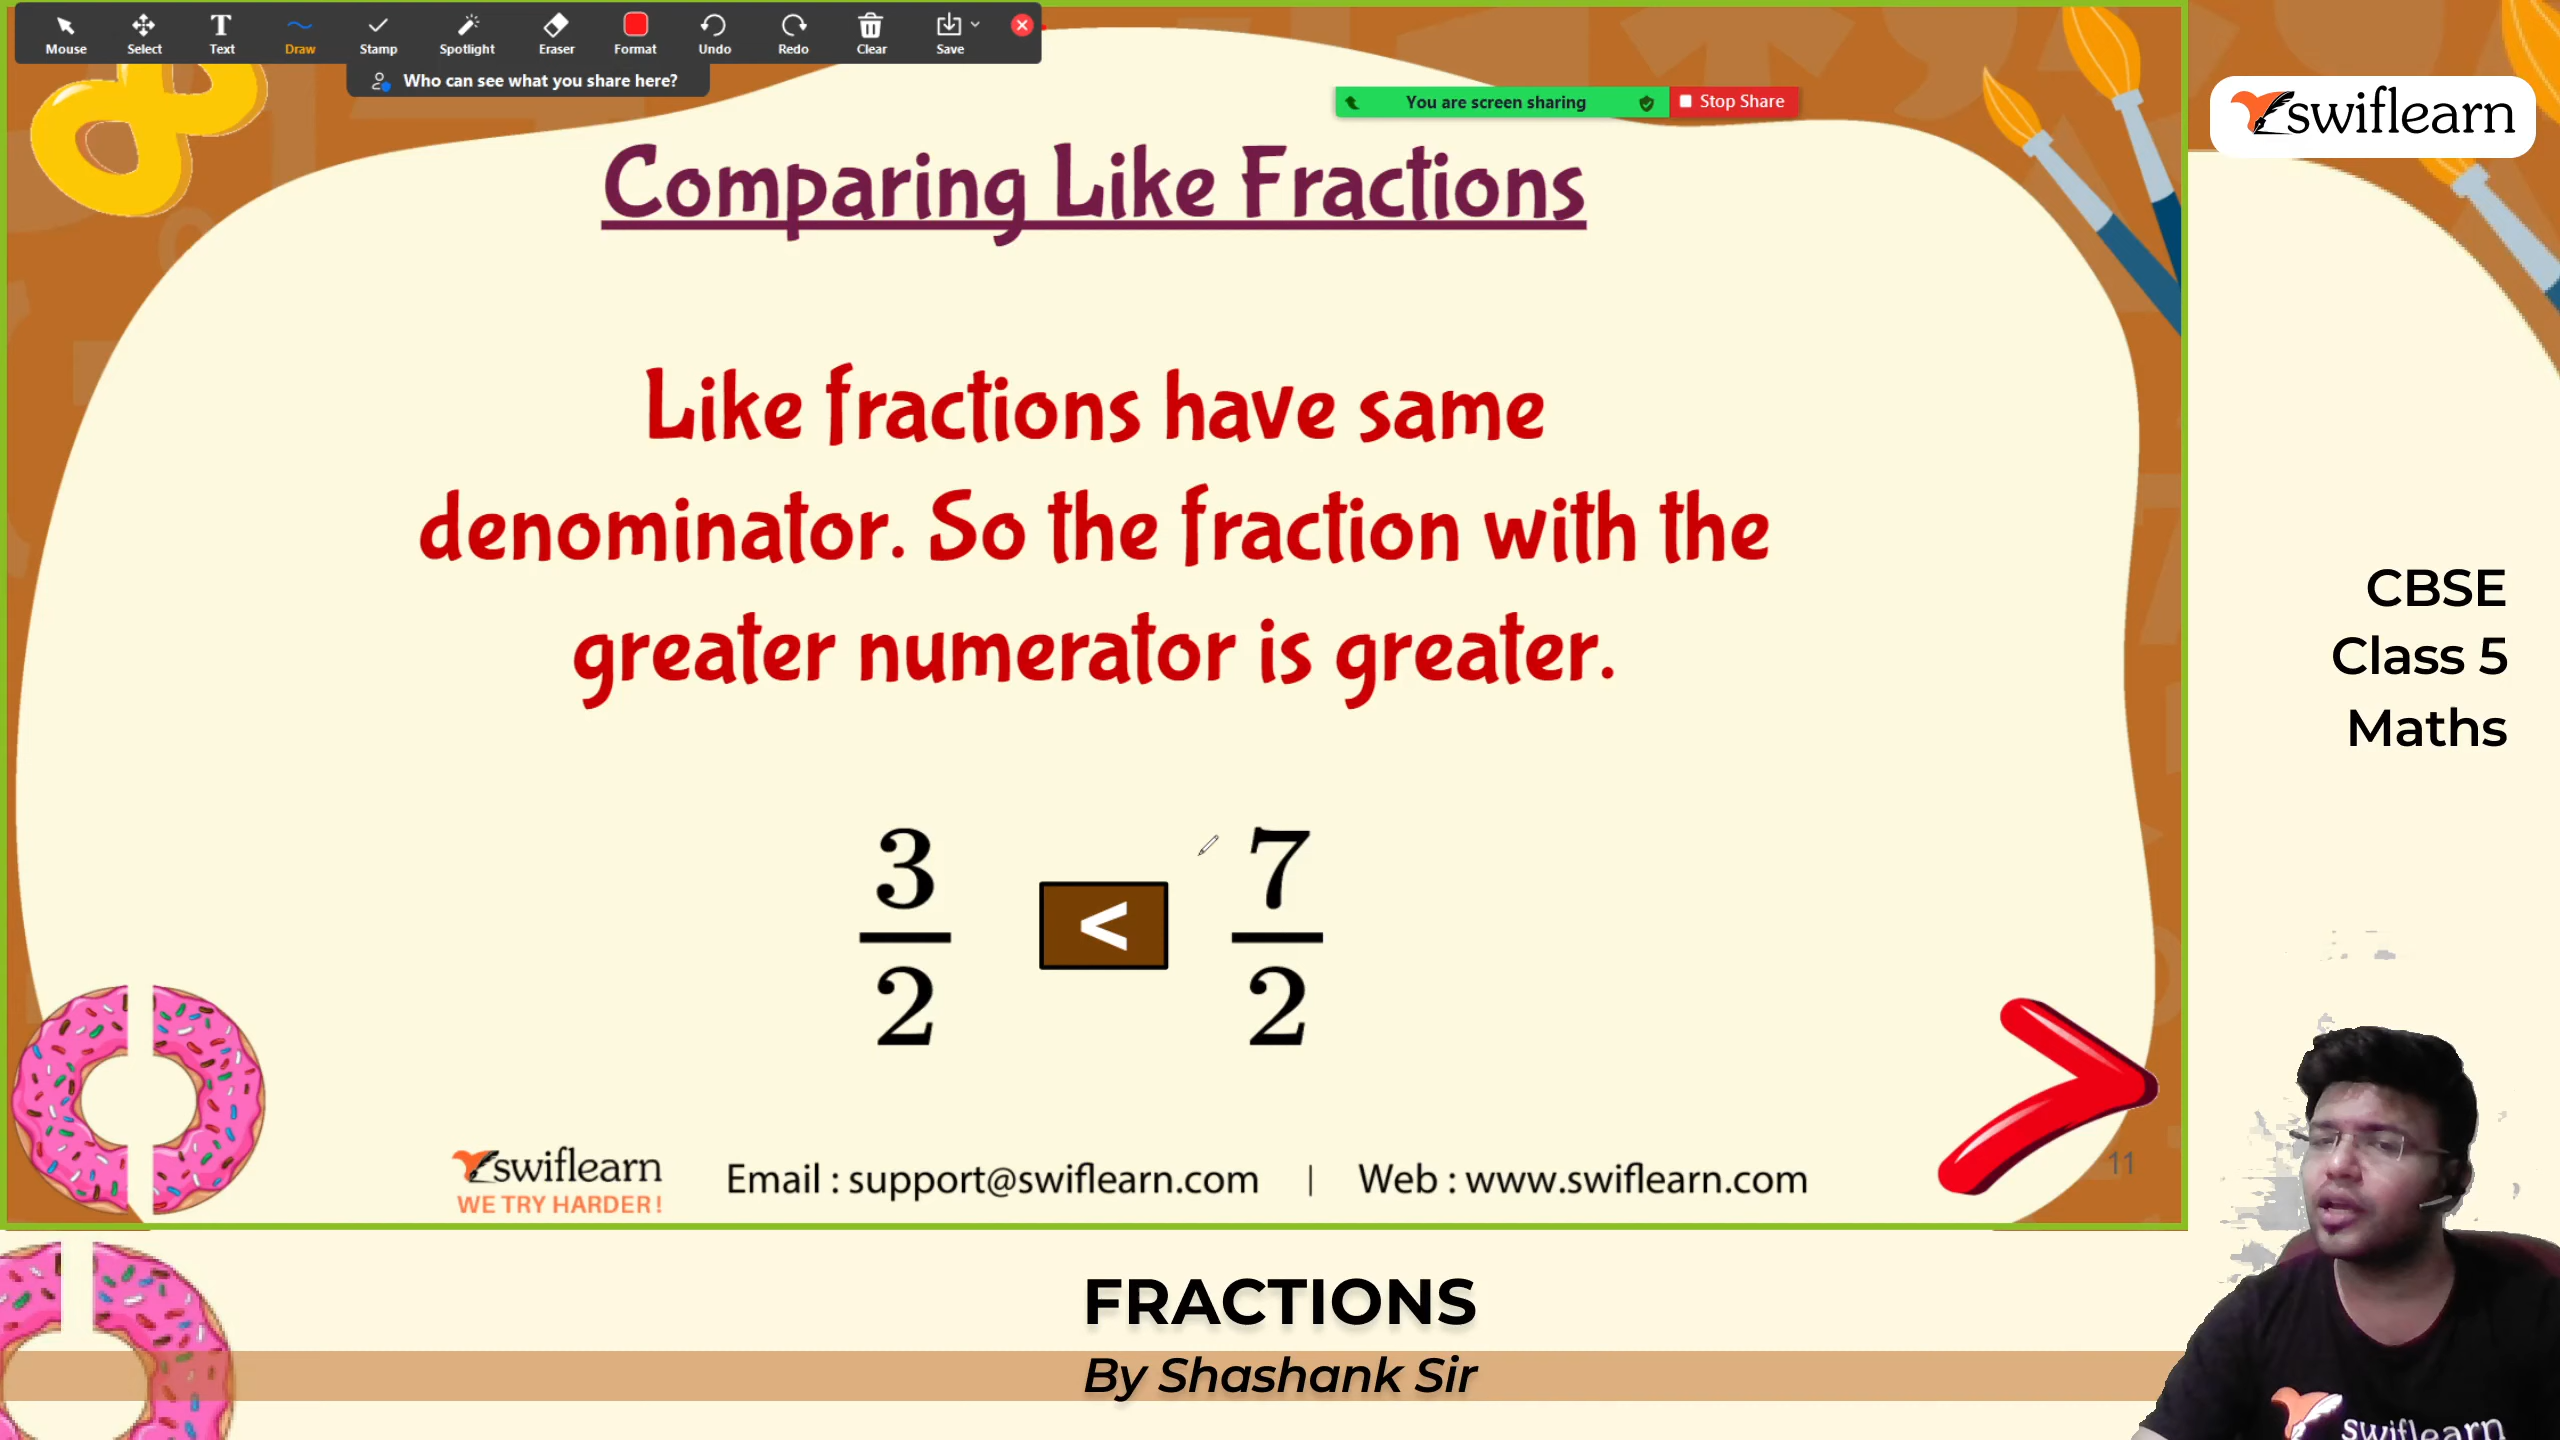 Mouse Select Text Draw Stamp Spotlight Eraser Format Undo Redo Clear Save
Who can see what you share here?
You are screen sharing Stop Share
swiflearn
Comparing Like Fractions
Like fractions have same
denominator. So the fraction with the
greater numerator is greater.
CBSE
Class 5
Maths
3/2 < 7/2
swiflearn
WE TRY HARDER !
Email : support@swiflearn.com | Web : www.swiflearn.com
11
FRACTIONS
By Shashank Sir
swiflearn